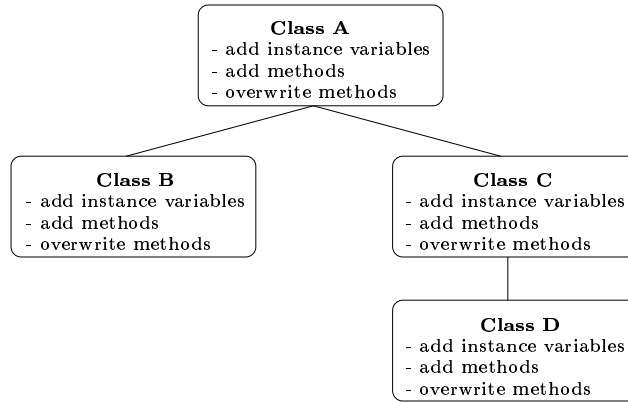 Class A
- add instance variables
- add methods
- overwrite methods
Class B
- add instance variables
- add methods
- overwrite methods
Class C
- add instance variables
- add methods
- overwrite methods
Class D
- add instance variables
- add methods
- overwrite methods